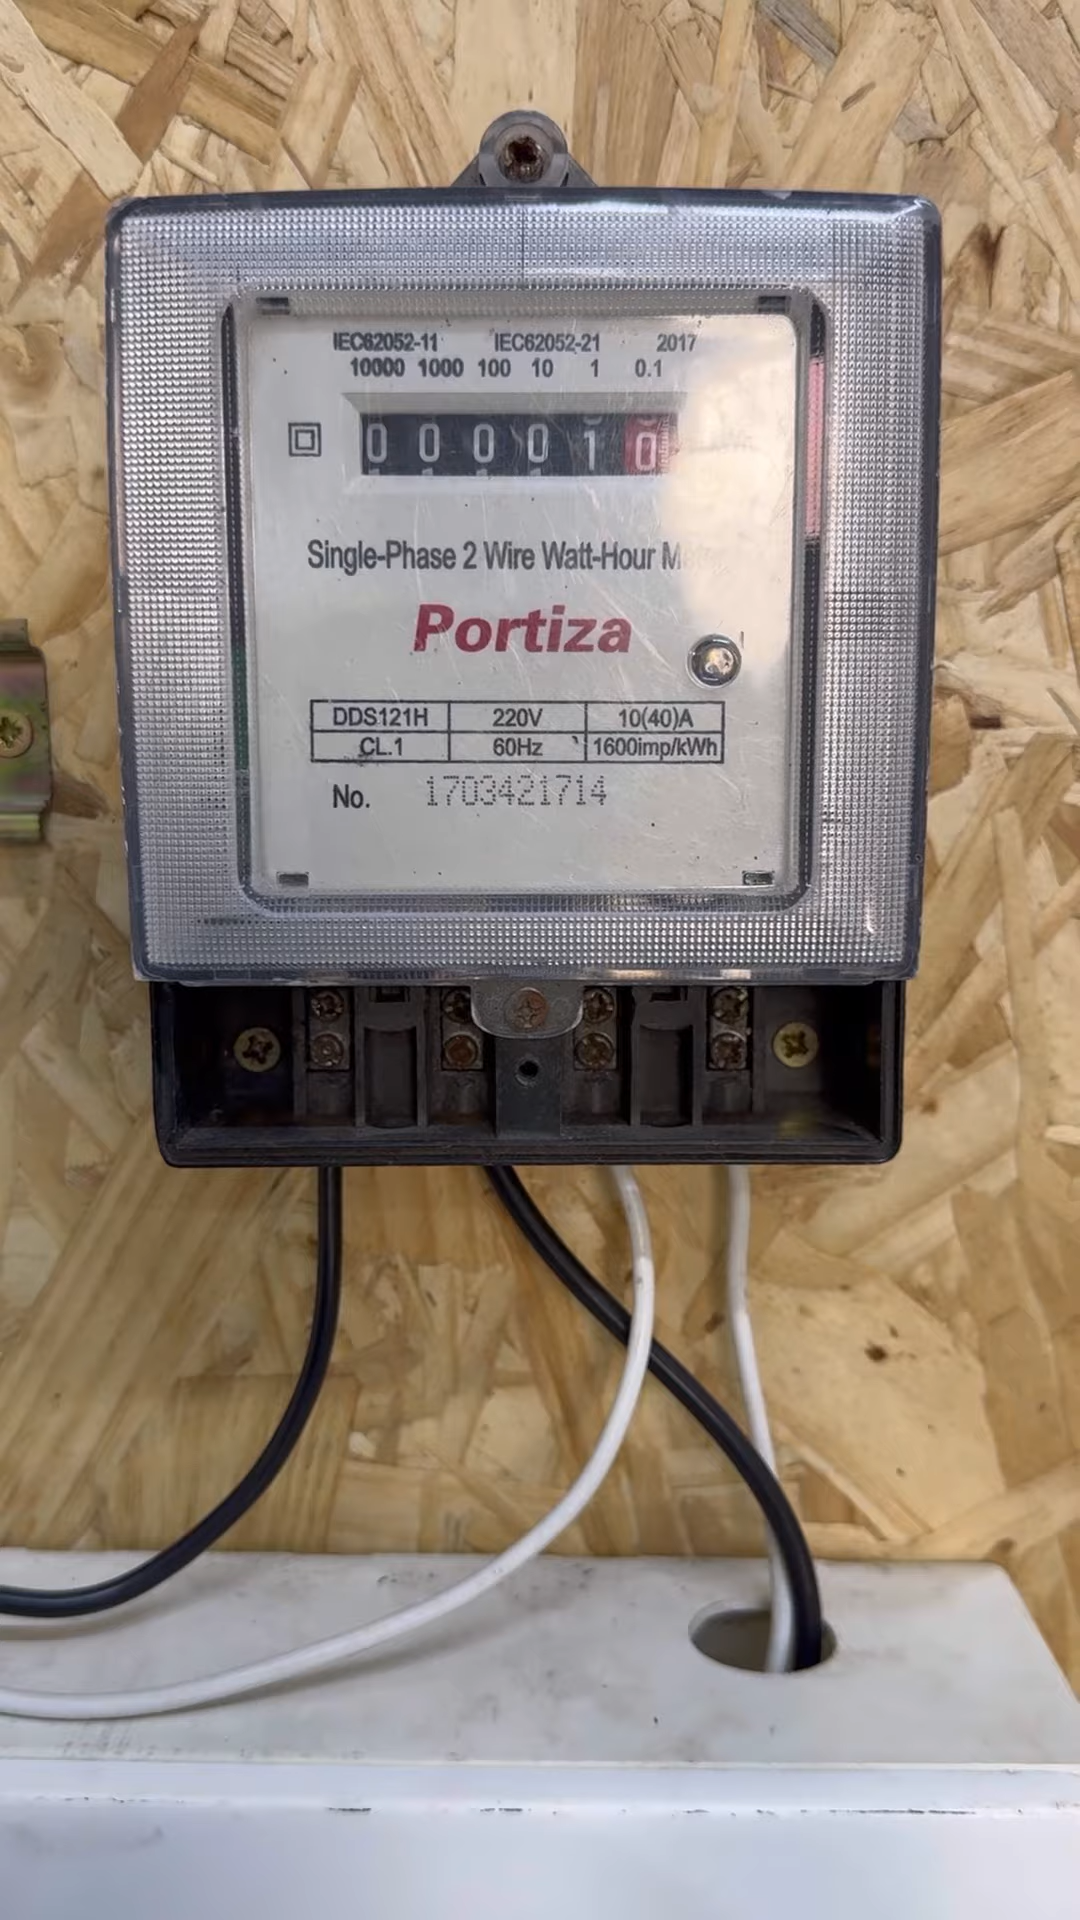 IEC62052-11 IEC62052-21 2017
10000 1000 100 10 1 0.1
0 0 0 0 1 0
Single-Phase 2 Wire Watt-Hour
Portiza
DDS121H 220V 10(40)A
CL.1 60Hz 1600imp/kWh
No. 1703421714